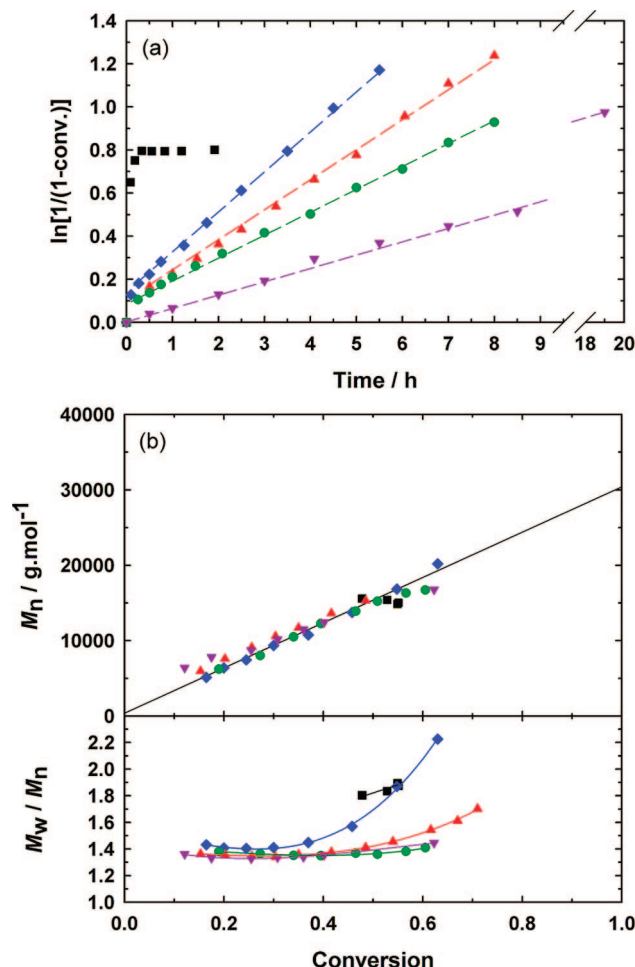 (a)
ln[1/(1-conv.)]
1.4
1.2
1.0
0.8
0.6
0.4
0.2
0.0
0 1 2 3 4 5 6 7 8 9 18 20
Time / h
(b)
Mn / g.mol⁻¹
40000
30000
20000
10000
0
Mw / Mn
2.2
2.0
1.8
1.6
1.4
1.2
1.0
0.0 0.2 0.4 0.6 0.8 1.0
Conversion